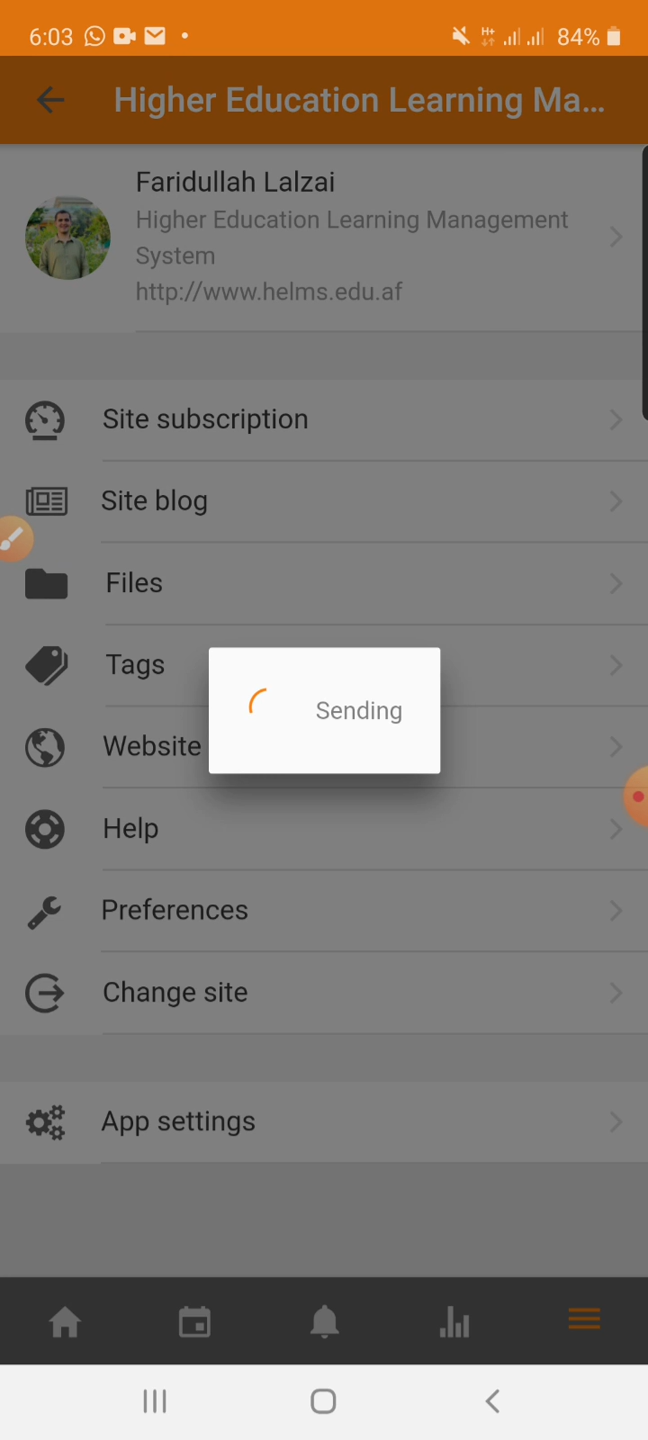 6:03
H+
84%
Higher Education Learning Ma...
Faridullah Lalzai
Higher Education Learning Management
System
http://www.helms.edu.af
Site subscription
Site blog
Files
Tags
Sending
Website
Help
Preferences
Change site
App settings